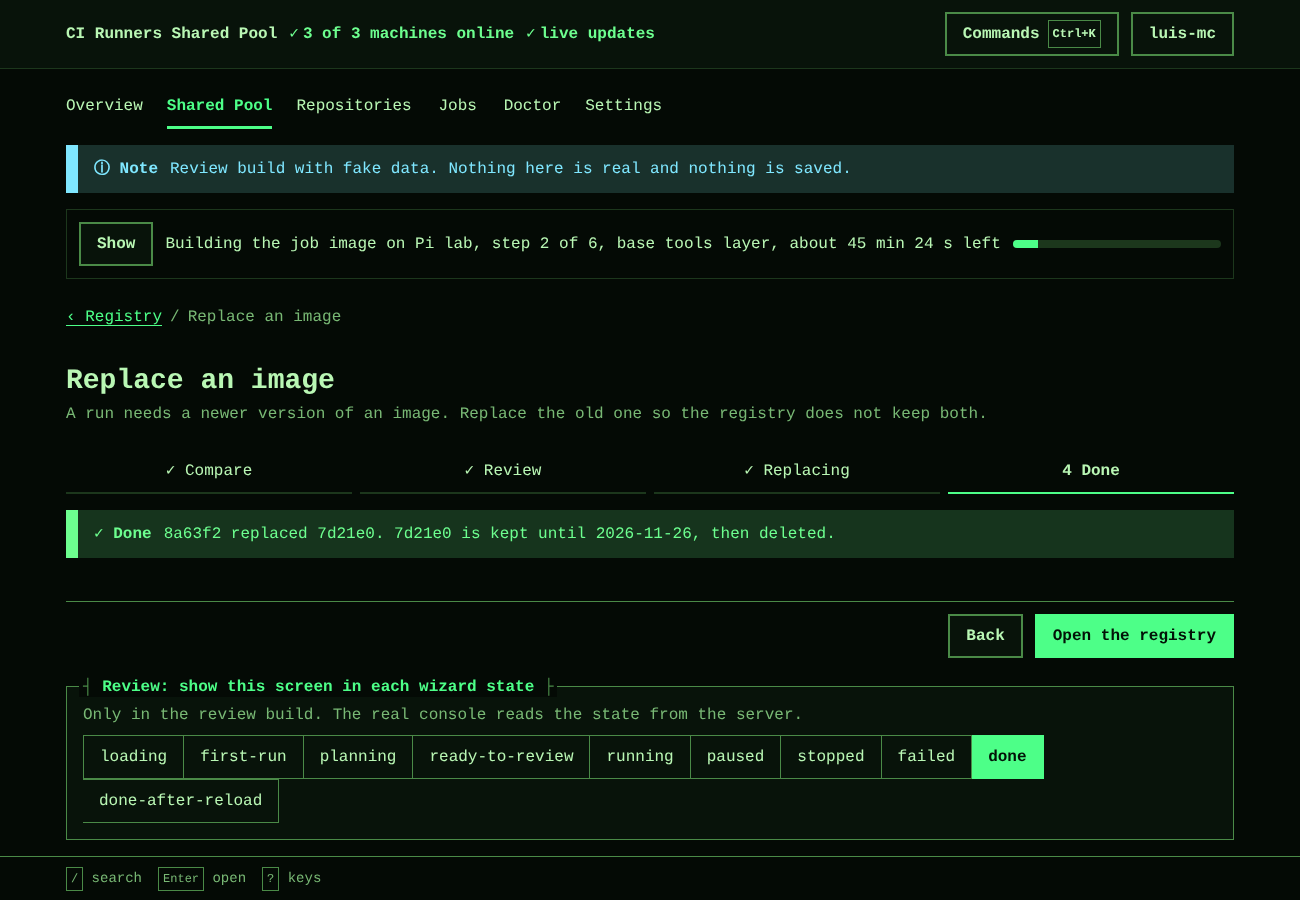 CI Runners Shared Pool ✓ 3 of 3 machines online ✓ live updates Commands Ctrl+K luis-mc
Overview Shared Pool Repositories Jobs Doctor Settings
ⓘ Note Review build with fake data. Nothing here is real and nothing is saved.
Show Building the job image on Pi lab, step 2 of 6, base tools layer, about 45 min 24 s left
‹ Registry / Replace an image
Replace an image
A run needs a newer version of an image. Replace the old one so the registry does not keep both.
✓ Compare ✓ Review ✓ Replacing 4 Done
✓ Done 8a63f2 replaced 7d21e0. 7d21e0 is kept until 2026-11-26, then deleted.
Back Open the registry
Review: show this screen in each wizard state
Only in the review build. The real console reads the state from the server.
loading first-run planning ready-to-review running paused stopped failed done
done-after-reload
/ search Enter open ? keys